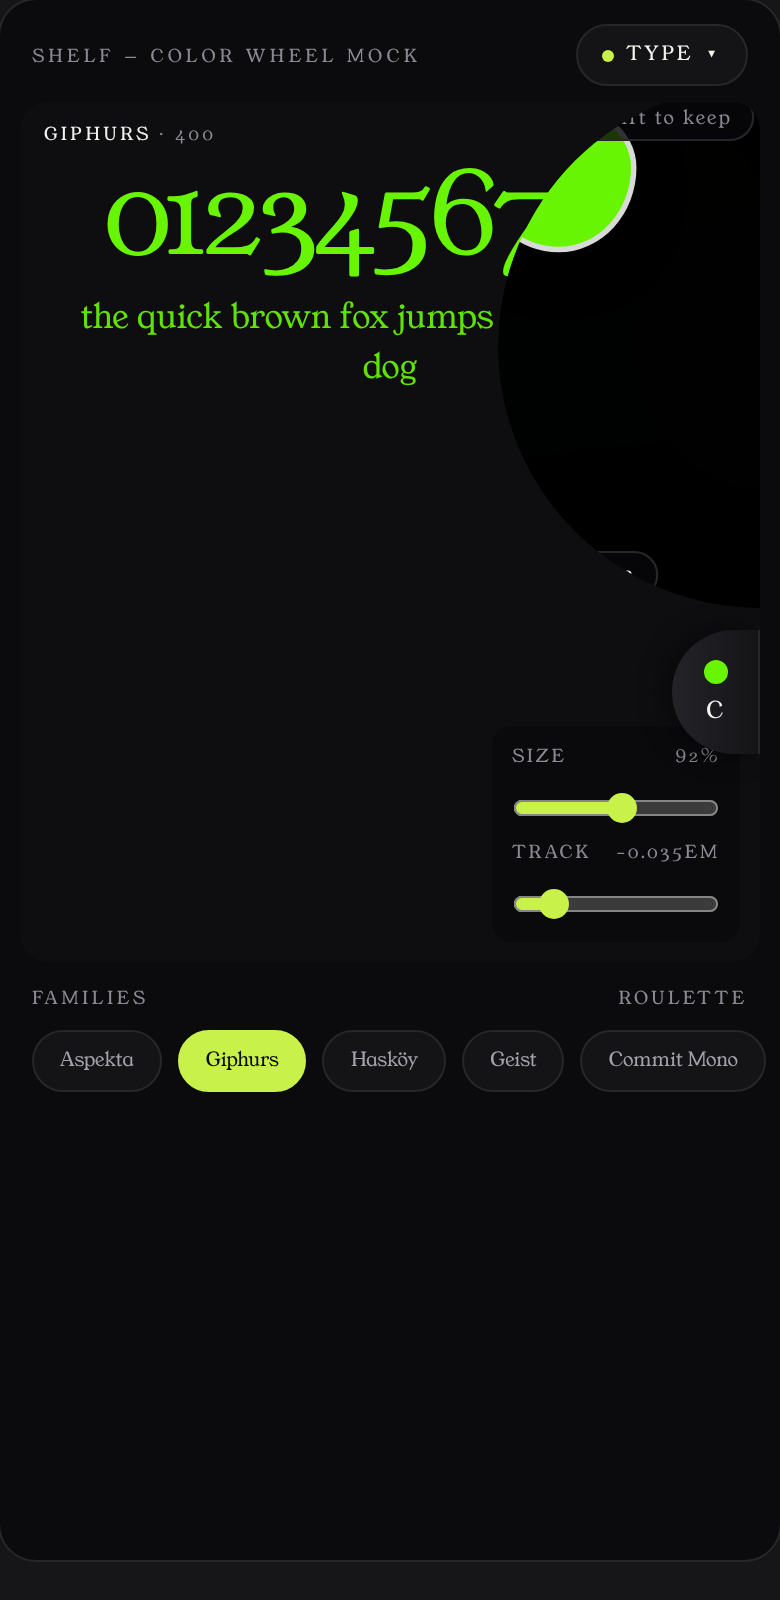 SHELF – COLOR WHEEL MOCK
TYPE ▾
to keep
GIPHURS · 400
01234567
the quick brown fox jumps
dog
C
SIZE 92%
TRACK -0.035EM
FAMILIES ROULETTE
Aspekta Giphurs Hasköy Geist Commit Mono